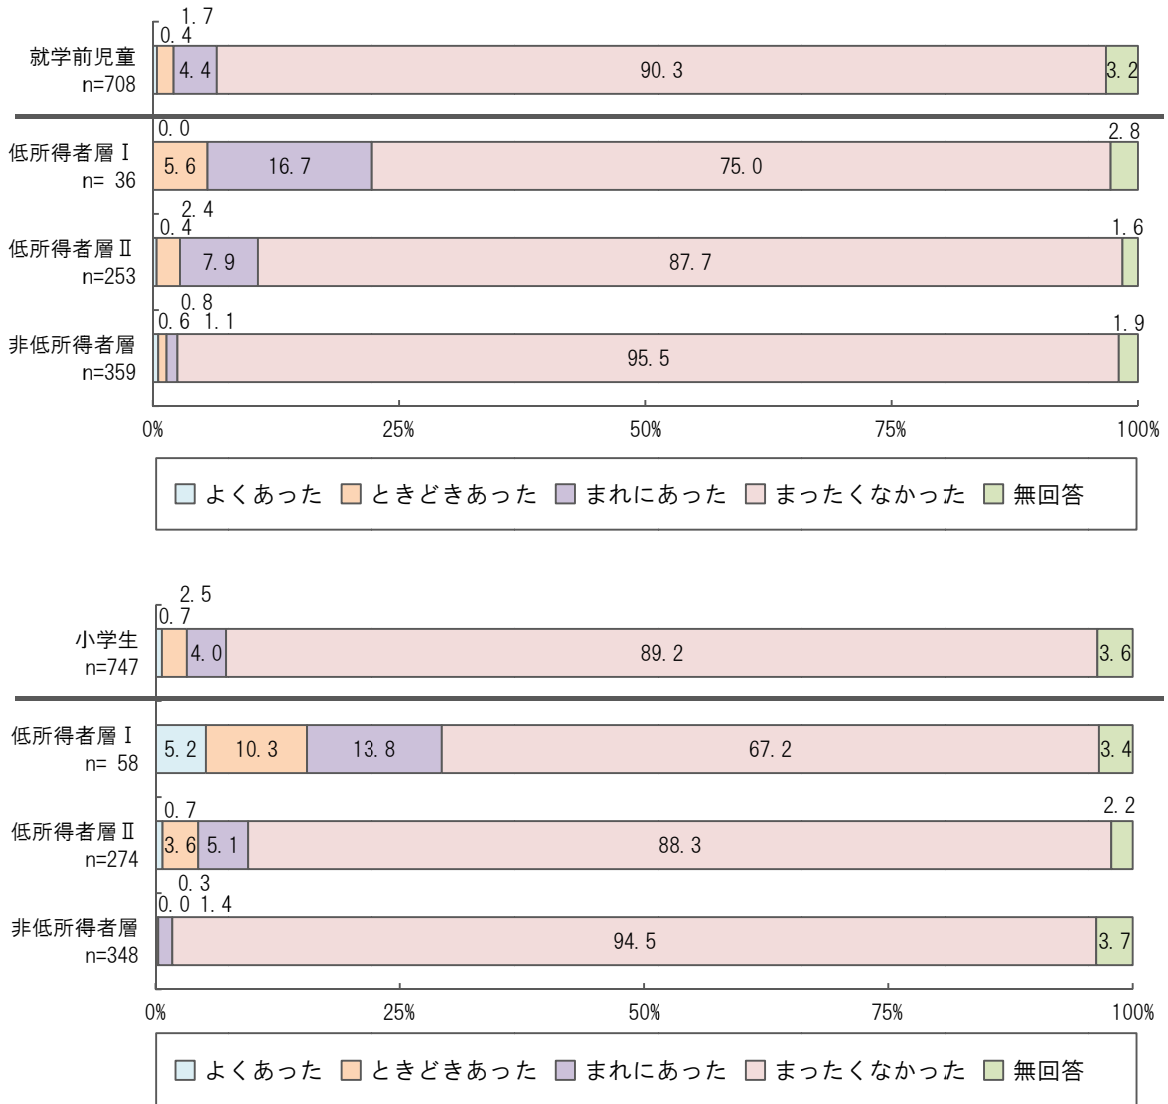 1.7
0.4
就学前児童
n=708
4.4 90.3 3.2
0.0 2.8
低所得者層Ⅰ
n= 36
5.6 16.7 75.0
2.4
0.4 1.6
低所得者層Ⅱ
n=253
7.9 87.7
0.8
0.6 1.1 1.9
非低所得者層
n=359
95.5
0% 25% 50% 75% 100%
よくあった ときどきあった まれにあった まったくなかった 無回答
2.5
0.7
小学生
n=747
4.0 89.2 3.6
低所得者層Ⅰ
n= 58
5.2 10.3 13.8 67.2 3.4
0.7 2.2
低所得者層Ⅱ
n=274
3.6 5.1 88.3
0.3
0.0 1.4
非低所得者層
n=348
94.5 3.7
0% 25% 50% 75% 100%
よくあった ときどきあった まれにあった まったくなかった 無回答